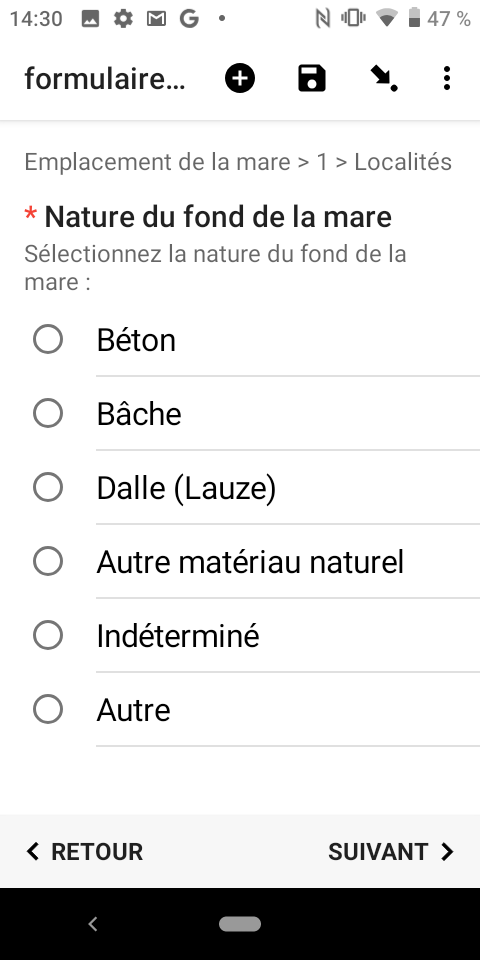 14:30 47 %
formulaire...
Emplacement de la mare > 1 > Localités
* Nature du fond de la mare
Sélectionnez la nature du fond de la
mare :
Béton
Bâche
Dalle (Lauze)
Autre matériau naturel
Indéterminé
Autre
RETOUR SUIVANT